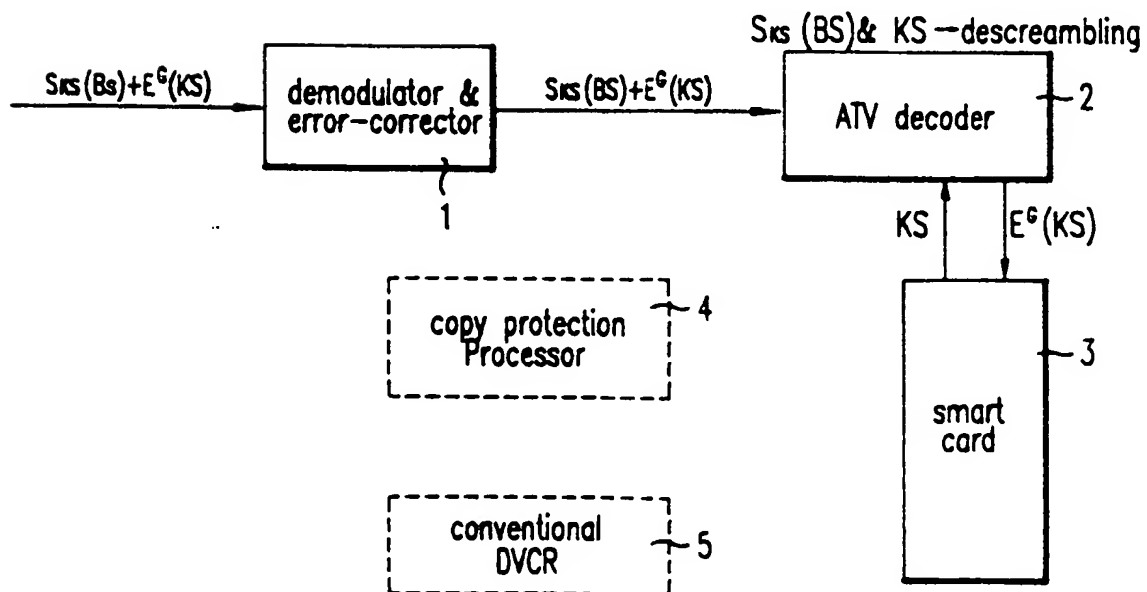 SKS (BS)& KS—descreambling
SKS(BS)+E^G(KS)
demodulator &
error-corrector
1
SKS(BS)+E^G(KS)
ATV decoder
2
KS
E^G(KS)
copy protection
Processor
4
smart
card
3
conventional
DVCR
5